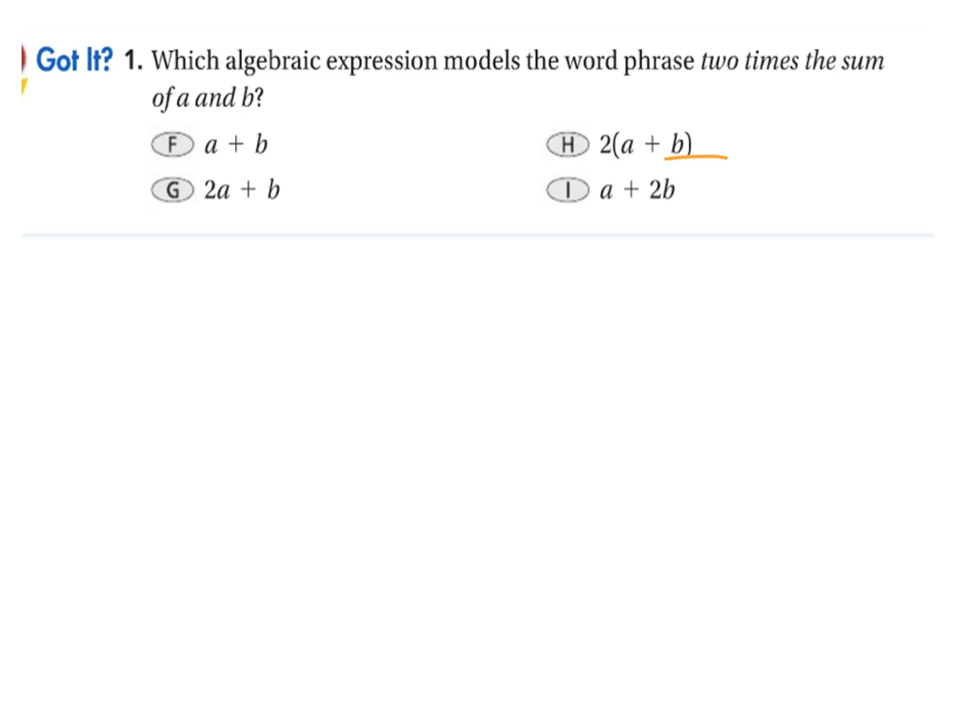 Got It? 1. Which algebraic expression models the word phrase two times the sum
of a and b?
F a + b
H 2(a + b)
G 2a + b
I a + 2b